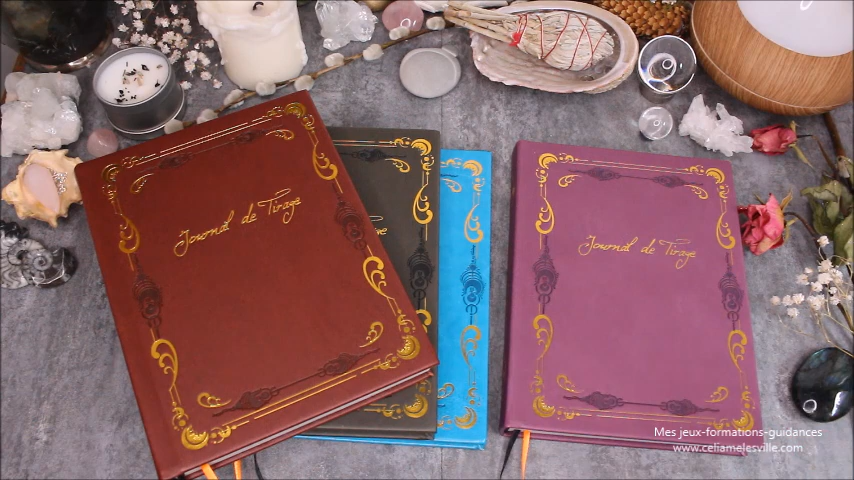 Journal de Tirage
Journal de Tirage
Mes jeux-formations-guidances
www.celiamelesville.com